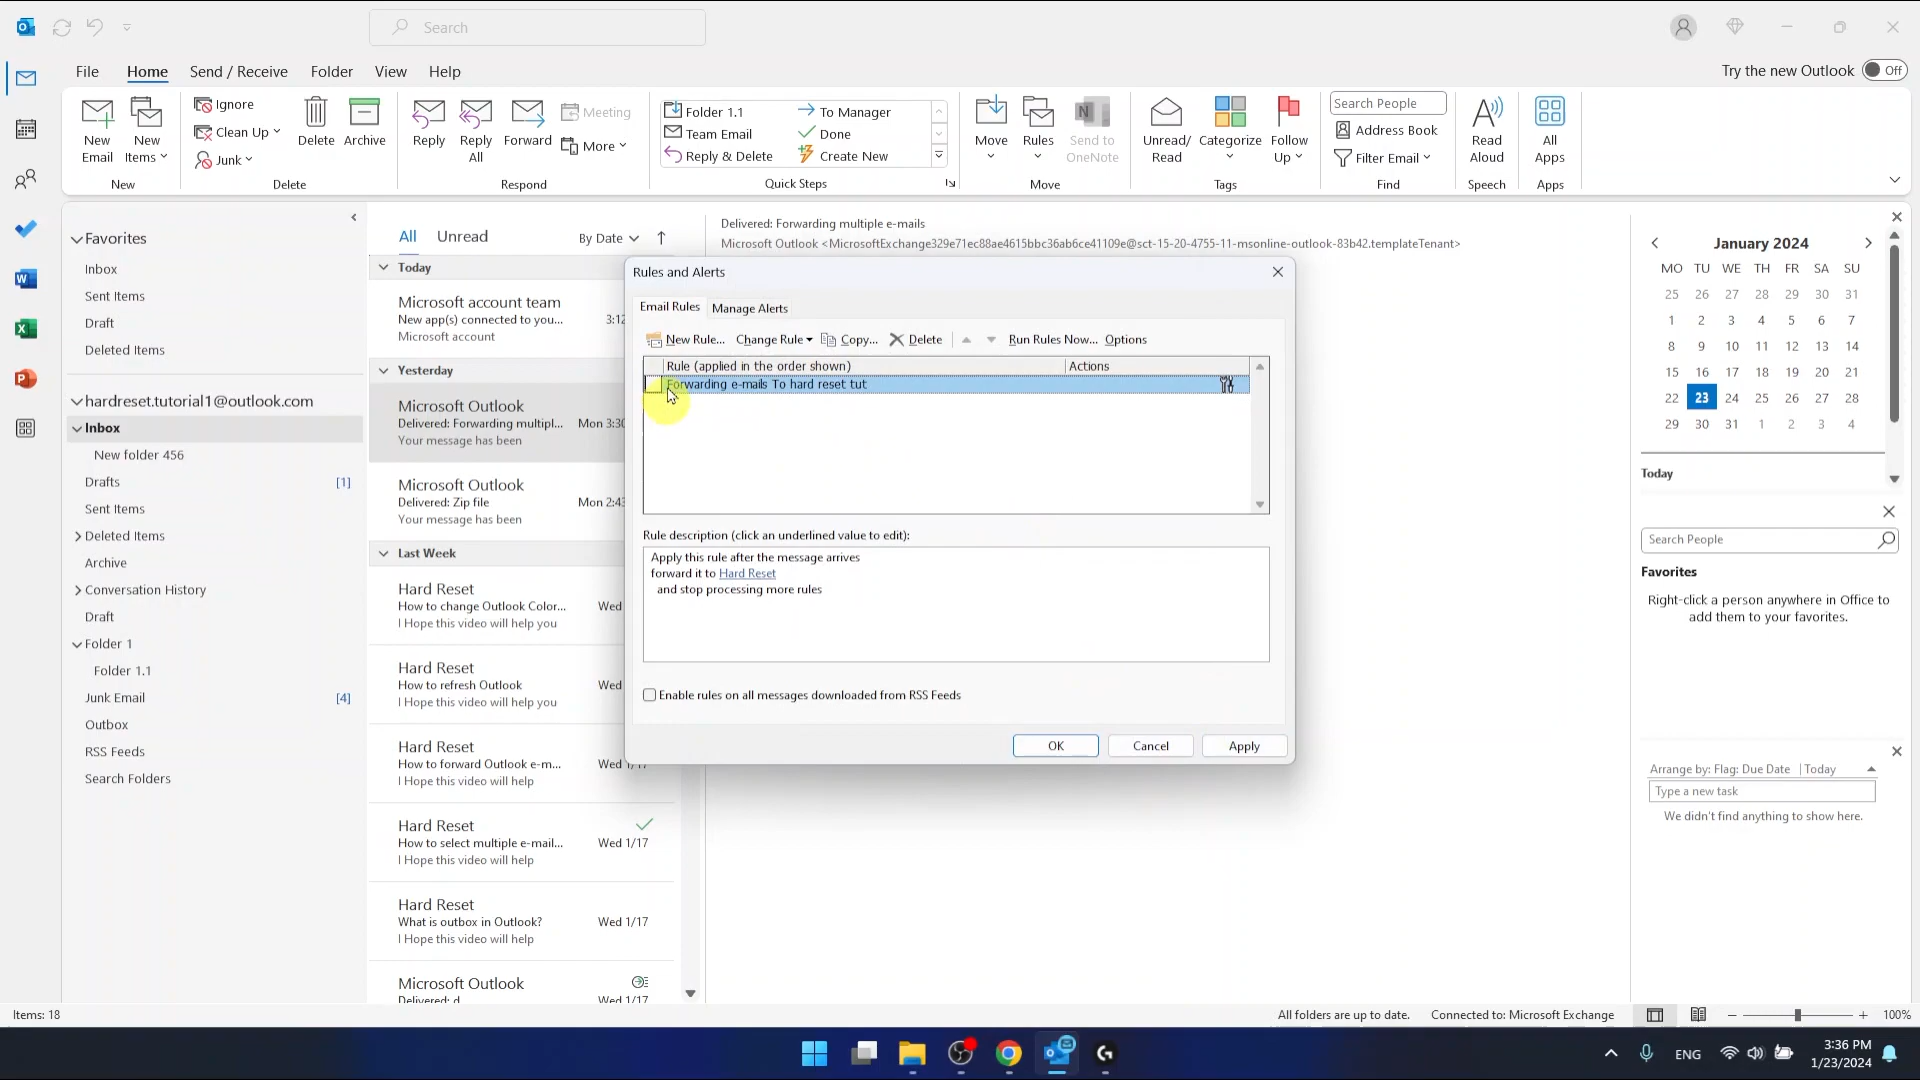 Search
File
Home
Send / Receive
Folder
View
Help
Try the new Outlook
Off
New
Email
New
Items
Ignore
Clean Up
Junk
Delete
Archive
Reply
Reply
All
Forward
Meeting
More
Folder 1.1
Team Email
Reply & Delete
To Manager
Done
Create New
Move
Rules
Send to
OneNote
Unread/
Read
Categorize
Follow
Up
Search People
Address Book
Filter Email
Read
Aloud
All
Apps
New
Delete
Respond
Quick Steps
Move
Tags
Find
Speech
Apps
Favorites
Inbox
Sent Items
Draft
Deleted Items
hardreset.tutorial1@outlook.com
Inbox
New folder 456
Drafts [1]
Sent Items
Deleted Items
Archive
Conversation History
Draft
Folder 1
Folder 1.1
Junk Email [4]
Outbox
RSS Feeds
Search Folders
All
Unread
By Date
Today
Microsoft account team
New app(s) connected to you... 3:12
Microsoft account
Yesterday
Microsoft Outlook
Delivered: Forwarding multipl... Mon 3:30
Your message has been
Microsoft Outlook
Delivered: Zip file Mon 2:43
Your message has been
Last Week
Hard Reset
How to change Outlook Color... Wed
I Hope this video will help you
Hard Reset
How to refresh Outlook Wed
I Hope this video will help you
Hard Reset
How to forward Outlook e-m... Wed 1/17
I Hope this video will help
Hard Reset
How to select multiple e-mail... Wed 1/17
I Hope this video will help
Hard Reset
What is outbox in Outlook? Wed 1/17
I Hope this video will help
Microsoft Outlook
Delivered: d Wed 1/17
Delivered: Forwarding multiple e-mails
Microsoft Outlook <MicrosoftExchange329e71ec88ae4615bbc36ab6ce41109e@sct-15-20-4755-11-msonline-outlook-83b42.templateTenant>
Rules and Alerts
Email Rules
Manage Alerts
New Rule...
Change Rule
Copy...
Delete
Run Rules Now...
Options
Rule (applied in the order shown)
Actions
Forwarding e-mails To hard reset tut
Rule description (click an underlined value to edit):
Apply this rule after the message arrives
forward it to Hard Reset
and stop processing more rules
Enable rules on all messages downloaded from RSS Feeds
OK
Cancel
Apply
January 2024
MO TU WE TH FR SA SU
25 26 27 28 29 30 31
1 2 3 4 5 6 7
8 9 10 11 12 13 14
15 16 17 18 19 20 21
22 23 24 25 26 27 28
29 30 31 1 2 3 4
Today
Search People
Favorites
Right-click a person anywhere in Office to
add them to your favorites.
Arrange by: Flag: Due Date
Today
Type a new task
We didn't find anything to show here.
Items: 18
All folders are up to date.
Connected to: Microsoft Exchange
100%
ENG
3:36 PM
1/23/2024